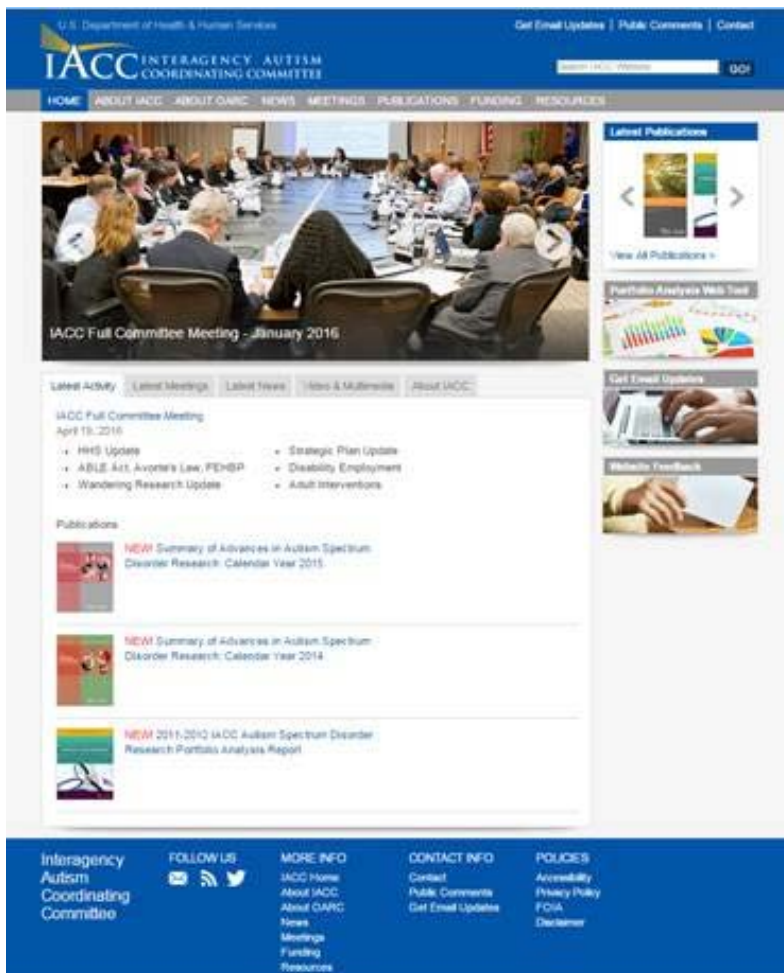 U.S. Department of Health & Human Services
Get Email Updates | Public Comments | Contact
IACC INTERAGENCY AUTISM
COORDINATING COMMITTEE
Search IACC Website
GO!
HOME ABOUT IACC ABOUT OARC NEWS MEETINGS PUBLICATIONS FUNDING RESOURCES
IACC Full Committee Meeting - January 2016
Latest Publications
View All Publications >
Portfolio Analysis Web Tool
Get Email Updates
Website Feedback
Latest Activity Latest Meetings Latest News Video & Multimedia About IACC
IACC Full Committee Meeting
April 19, 2016
• HHS Update
• ABLE Act, Avonte's Law, FEHBP
• Wandering Research Update
• Strategic Plan Update
• Disability Employment
• Adult Interventions
Publications
NEW! Summary of Advances in Autism Spectrum
Disorder Research: Calendar Year 2015
NEW! Summary of Advances in Autism Spectrum
Disorder Research: Calendar Year 2014
NEW! 2011-2012 IACC Autism Spectrum Disorder
Research Portfolio Analysis Report
Interagency
Autism
Coordinating
Committee
FOLLOW US
MORE INFO
IACC Home
About IACC
About OARC
News
Meetings
Funding
Resources
CONTACT INFO
Contact
Public Comments
Get Email Updates
POLICIES
Accessibility
Privacy Policy
FOIA
Disclaimer